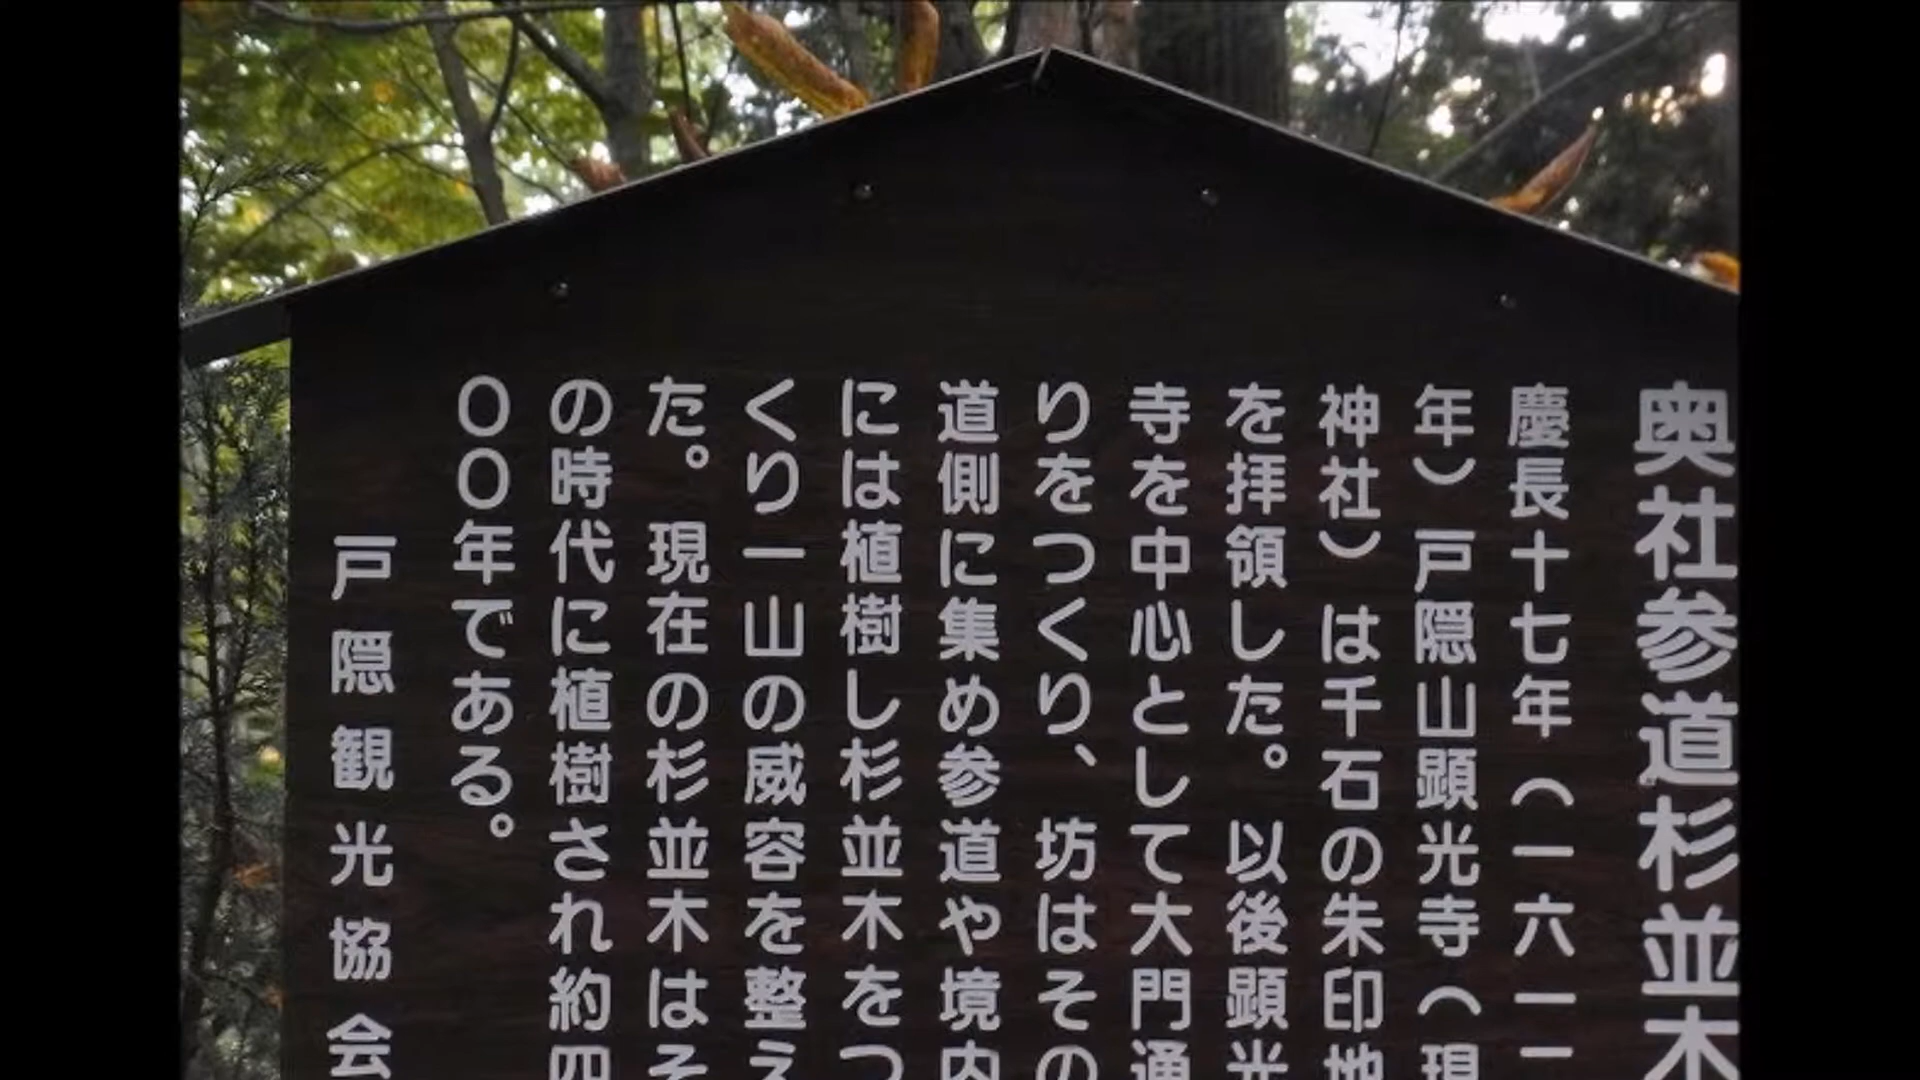 奥社参道杉並木
慶長十七年（一六一一
年）戸隠山顕光寺（現
神社）は千石の朱印地
を拝領した。以後顕光
寺を中心として大門通
りをつくり、坊はその
道側に集め参道や境内
には植樹し杉並木をつ
くり一山の威容を整え
た。現在の杉並木はそ
の時代に植樹され約四
〇〇年である。
戸隠観光協会